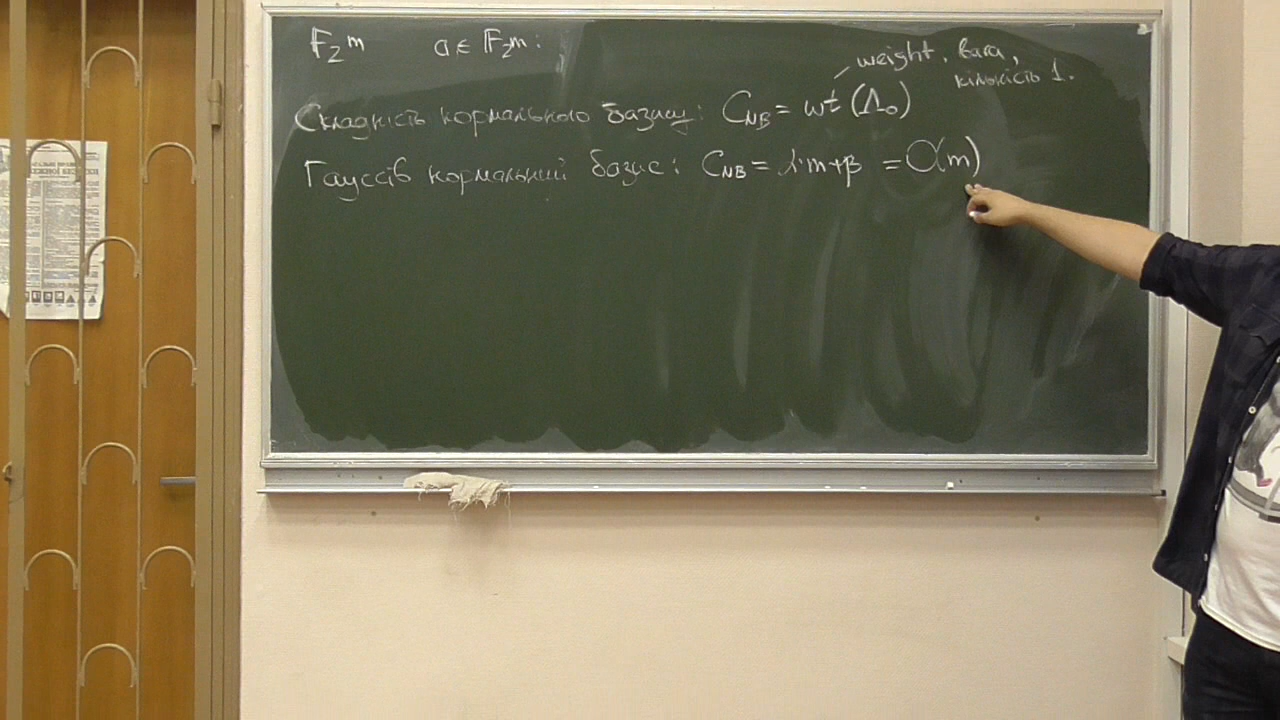 𝔽₂ᵐ a ∈ 𝔽₂ᵐ:
weight, вага,
кількість 1.
Складність нормального базису: C_NB = wt (Λ₀)
Гауссів нормальний базис: C_NB = α·m+β = O(m)